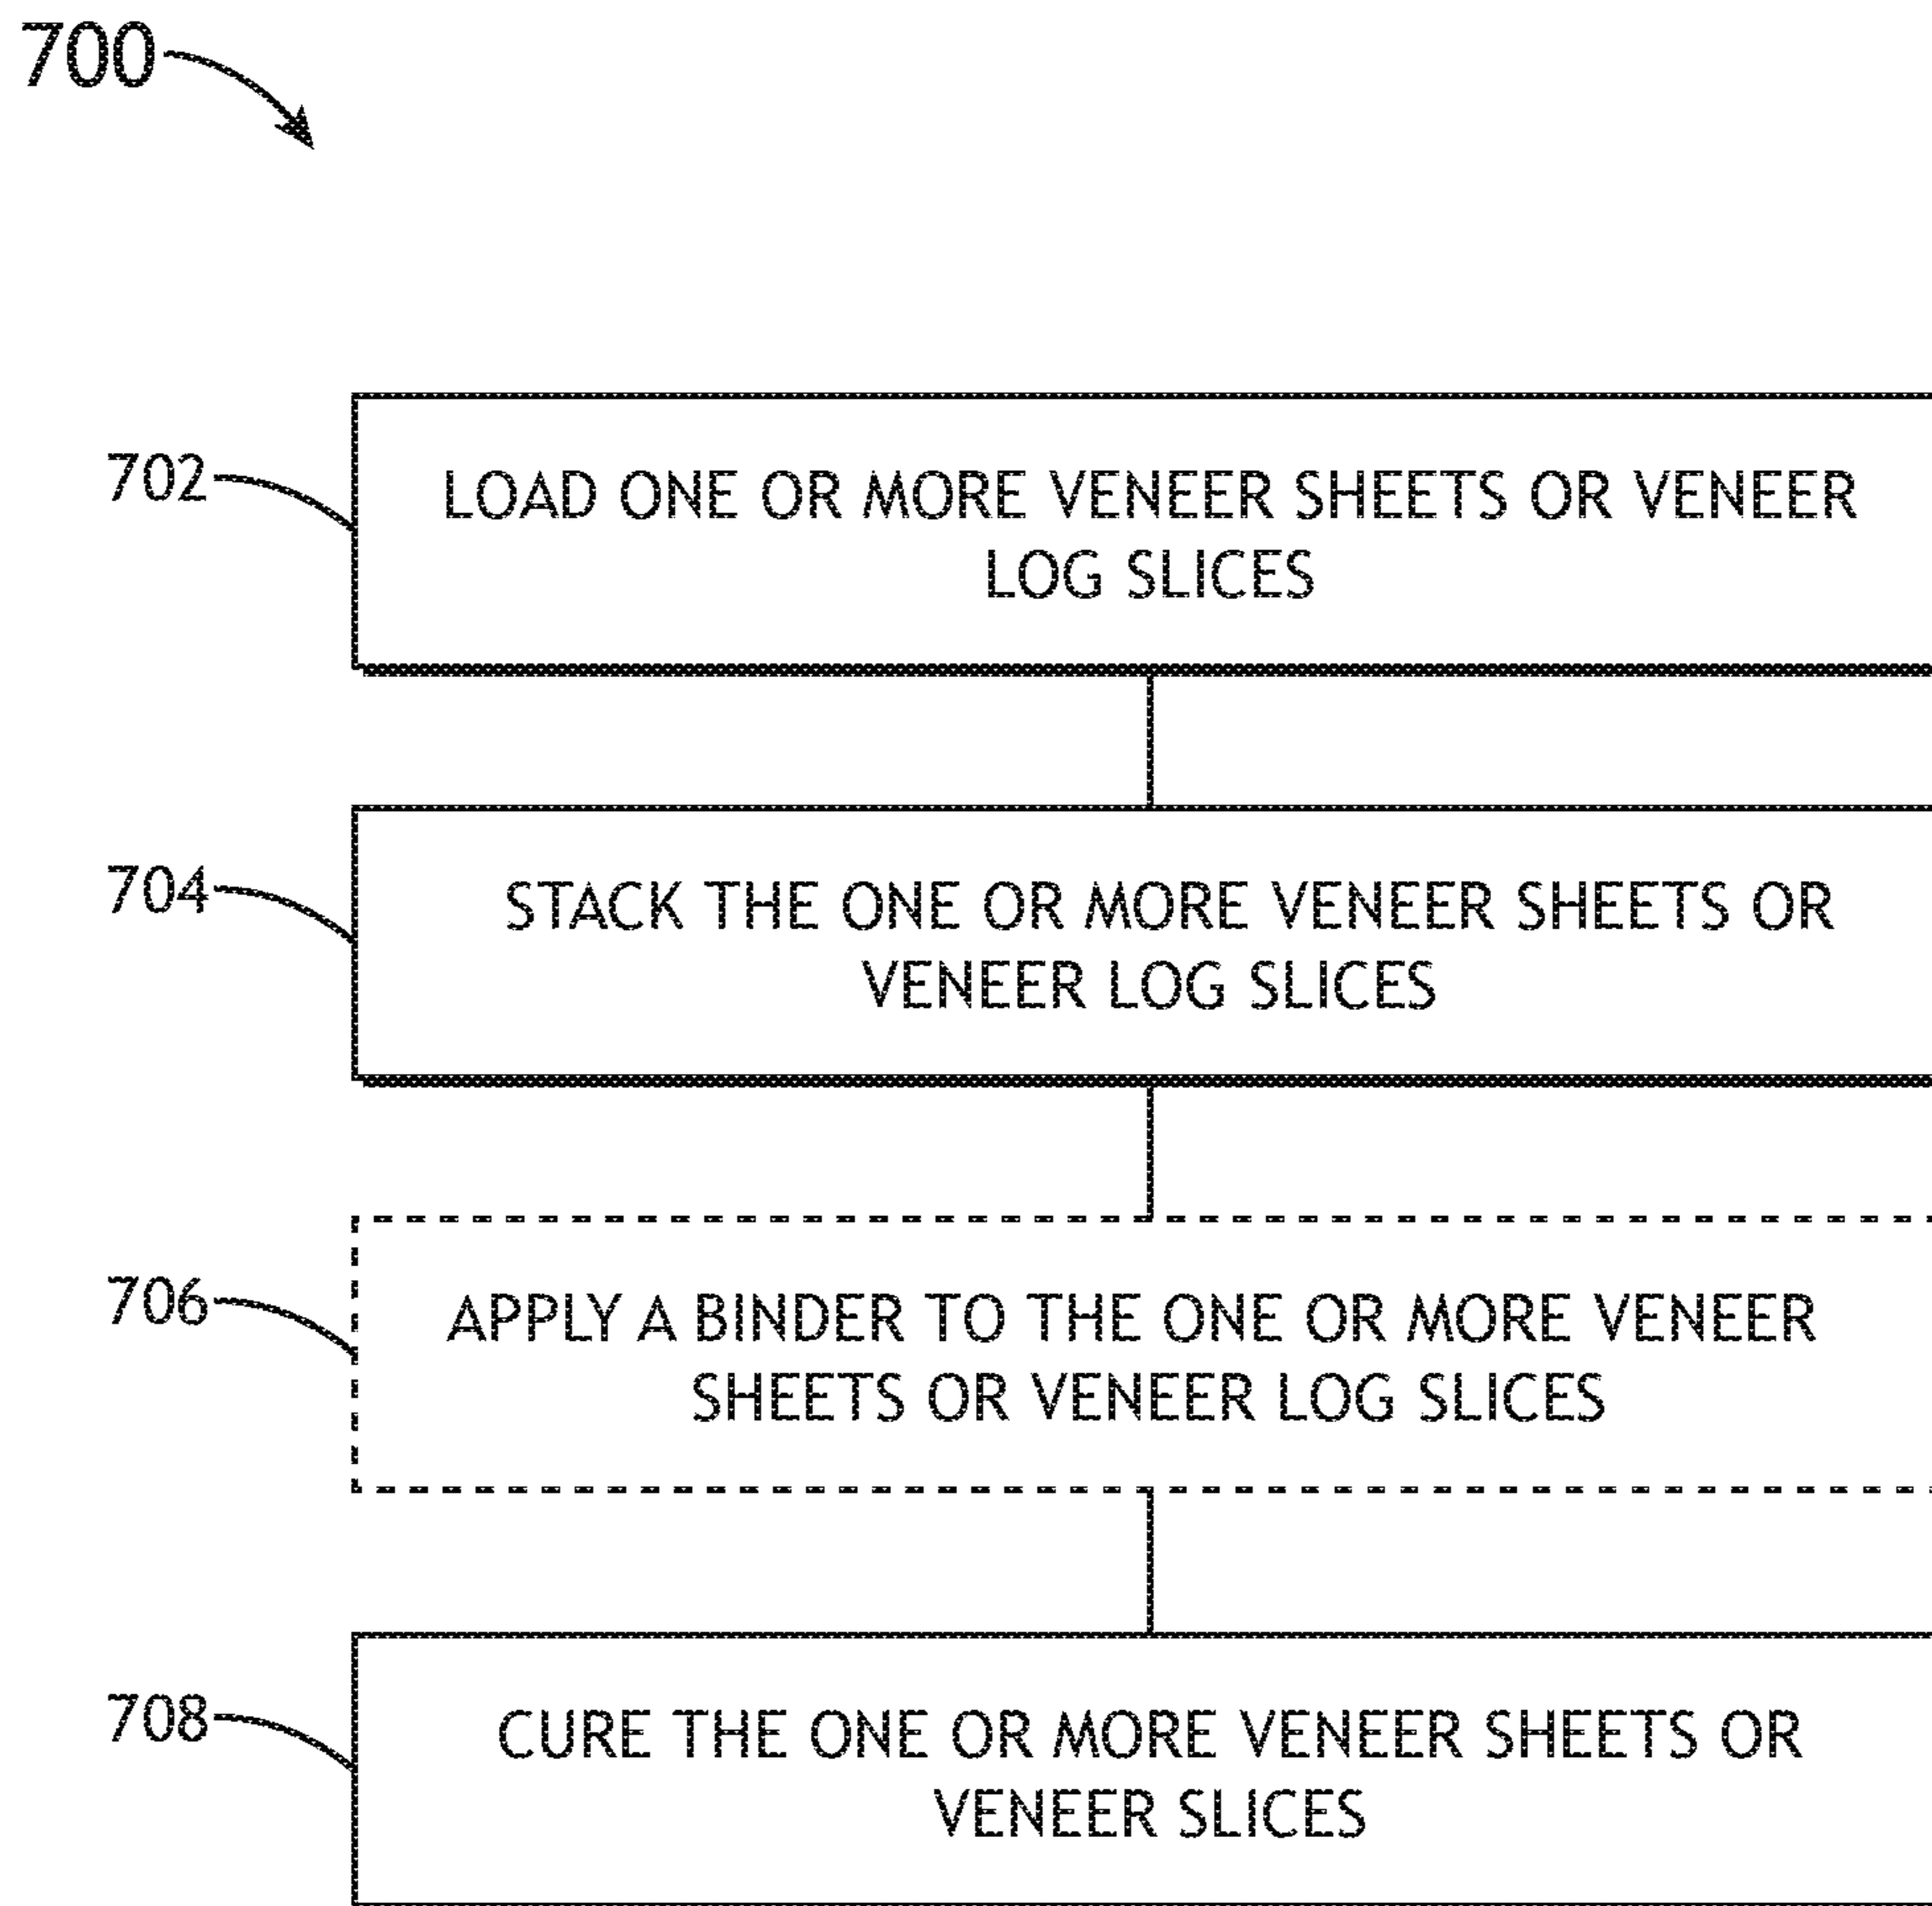 700
702
LOAD ONE OR MORE VENEER SHEETS OR VENEER
LOG SLICES
704
STACK THE ONE OR MORE VENEER SHEETS OR
VENEER LOG SLICES
706
APPLY A BINDER TO THE ONE OR MORE VENEER
SHEETS OR VENEER LOG SLICES
708
CURE THE ONE OR MORE VENEER SHEETS OR
VENEER SLICES